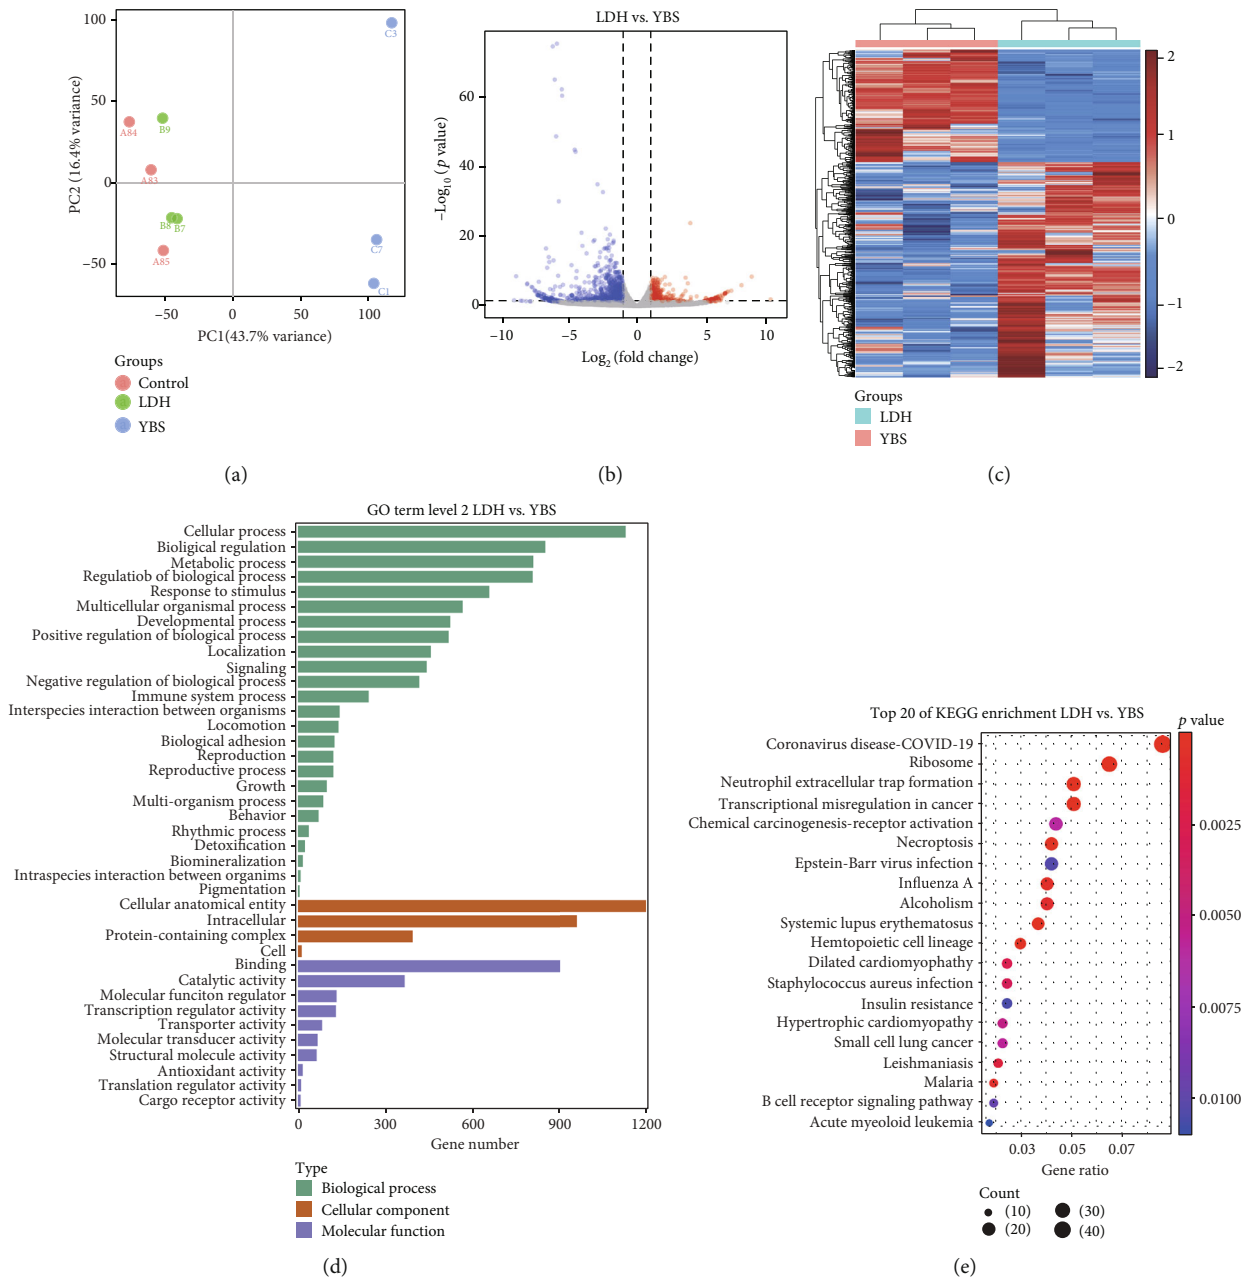 100
50
0
−50
PC2 (16.4% variance)
A84
B9
A83
B8
B7
A85
C3
C7
C1
−50
0
50
100
PC1(43.7% variance)
Groups
Control
LDH
YBS
(a)
LDH vs. YBS
60
40
20
0
−Log10 (p value)
−10
−5
0
5
10
Log2 (fold change)
(b)
2
1
0
−1
−2
Groups
LDH
YBS
(c)
GO term level 2 LDH vs. YBS
Cellular process
Bioligical regulation
Metabolic process
Regulatiob of biological process
Response to stimulus
Multicellular organismal process
Developmental process
Positive regulation of biological process
Localization
Signaling
Negative regulation of biological process
Immune system process
Interspecies interaction between organisms
Locomotion
Biological adhesion
Reproduction
Reproductive process
Growth
Multi-organism process
Behavior
Rhythmic process
Detoxification
Biomineralization
Intraspecies interaction between organims
Pigmentation
Cellular anatomical entity
Intracellular
Protein-containing complex
Cell
Binding
Catalytic activity
Molecular funciton regulator
Transcription regulator activity
Transporter activity
Molecular transducer activity
Structural molecule activity
Antioxidant activity
Translation regulator activity
Cargo receptor activity
0
300
600
900
1200
Gene number
Type
Biological process
Cellular component
Molecular function
(d)
Top 20 of KEGG enrichment LDH vs. YBS
Coronavirus disease-COVID-19
Ribosome
Neutrophil extracellular trap formation
Transcriptional misregulation in cancer
Chemical carcinogenesis-receptor activation
Necroptosis
Epstein-Barr virus infection
Influenza A
Alcoholism
Systemic lupus erythematosus
Hemtopoietic cell lineage
Dilated cardiomyophathy
Staphylococcus aureus infection
Insulin resistance
Hypertrophic cardiomyopathy
Small cell lung cancer
Leishmaniasis
Malaria
B cell receptor signaling pathway
Acute myeloid leukemia
0.03
0.05
0.07
Gene ratio
p value
0.0025
0.0050
0.0075
0.0100
Count
(10)
(30)
(20)
(40)
(e)